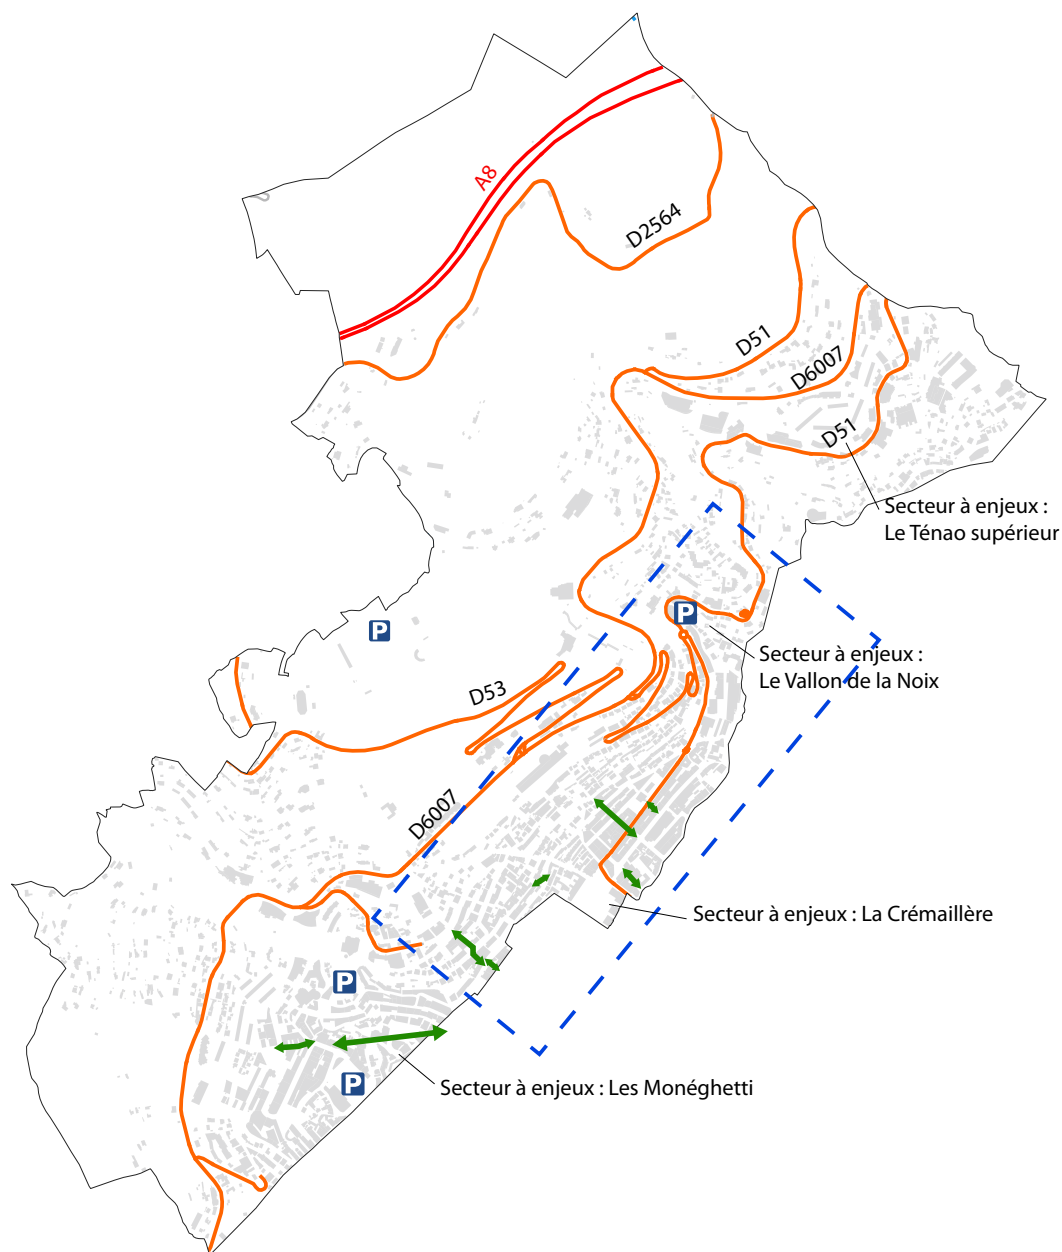 A8
D2564
D51
D6007
D51
Secteur à enjeux :
Le Ténao supérieur
P
P
Secteur à enjeux :
Le Vallon de la Noix
D53
D6007
Secteur à enjeux : La Crémaillère
P
Secteur à enjeux : Les Monéghetti
P